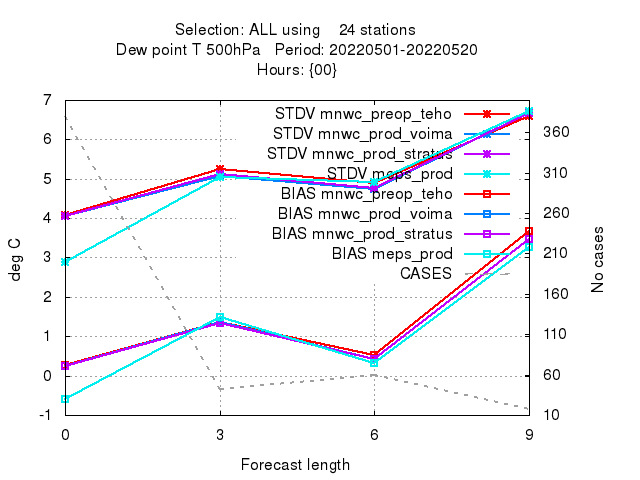 Selection: ALL using 24 stations
Dew point T 500hPa Period: 20220501-20220520
Hours: {00}
7
6
5
4
3
2
1
0
-1
deg C
STDV mnwc_preop_teho
STDV mnwc_prod_voima
STDV mnwc_prod_stratus
STDV meps_prod
BIAS mnwc_preop_teho
BIAS mnwc_prod_voima
BIAS mnwc_prod_stratus
BIAS meps_prod
CASES
360
310
260
210
160
110
60
10
No cases
0 3 6 9
Forecast length